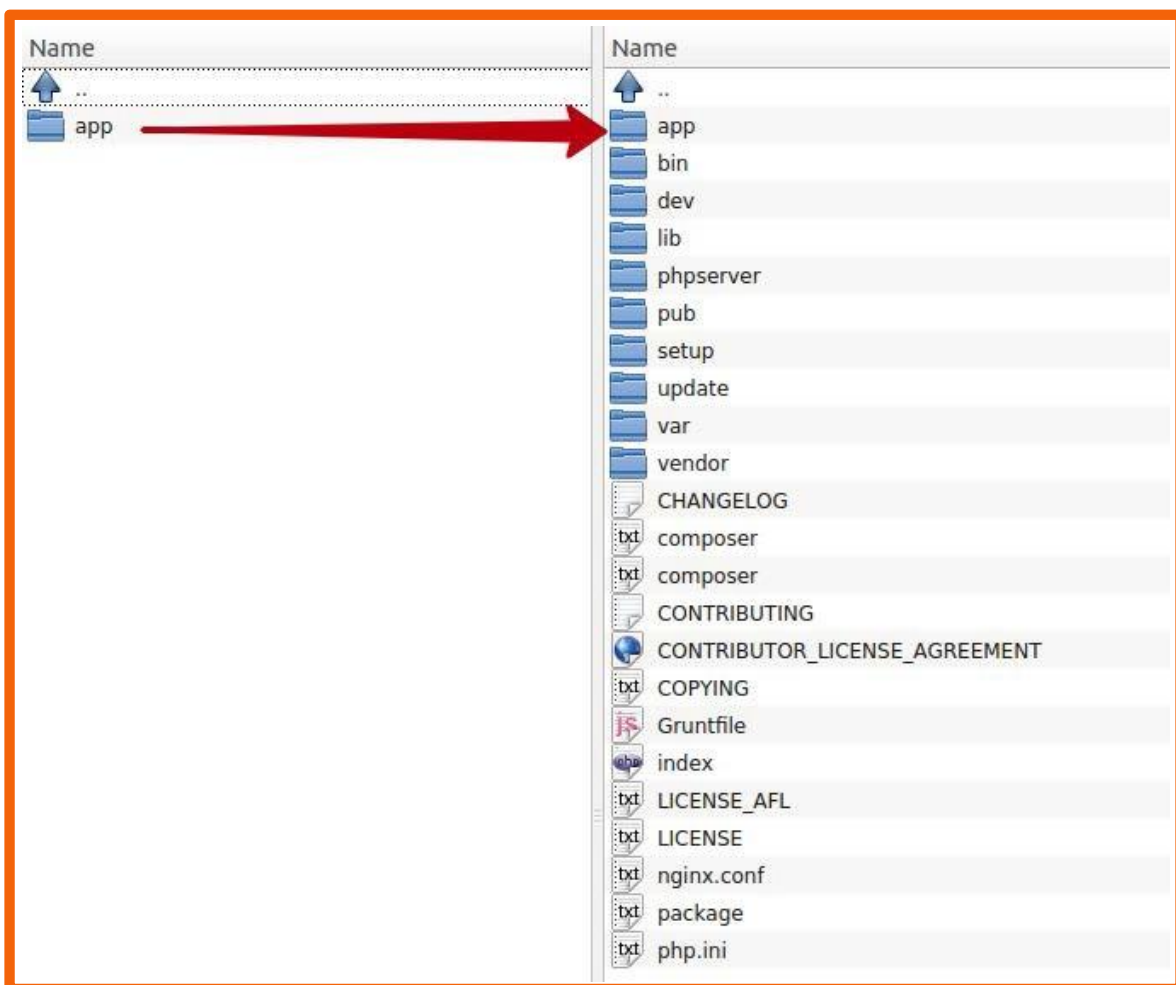 Name
..
app
Name
..
app
bin
dev
lib
phpserver
pub
setup
update
var
vendor
CHANGELOG
txt composer
txt composer
CONTRIBUTING
CONTRIBUTOR_LICENSE_AGREEMENT
txt COPYING
js Gruntfile
php index
txt LICENSE_AFL
txt LICENSE
txt nginx.conf
txt package
txt php.ini